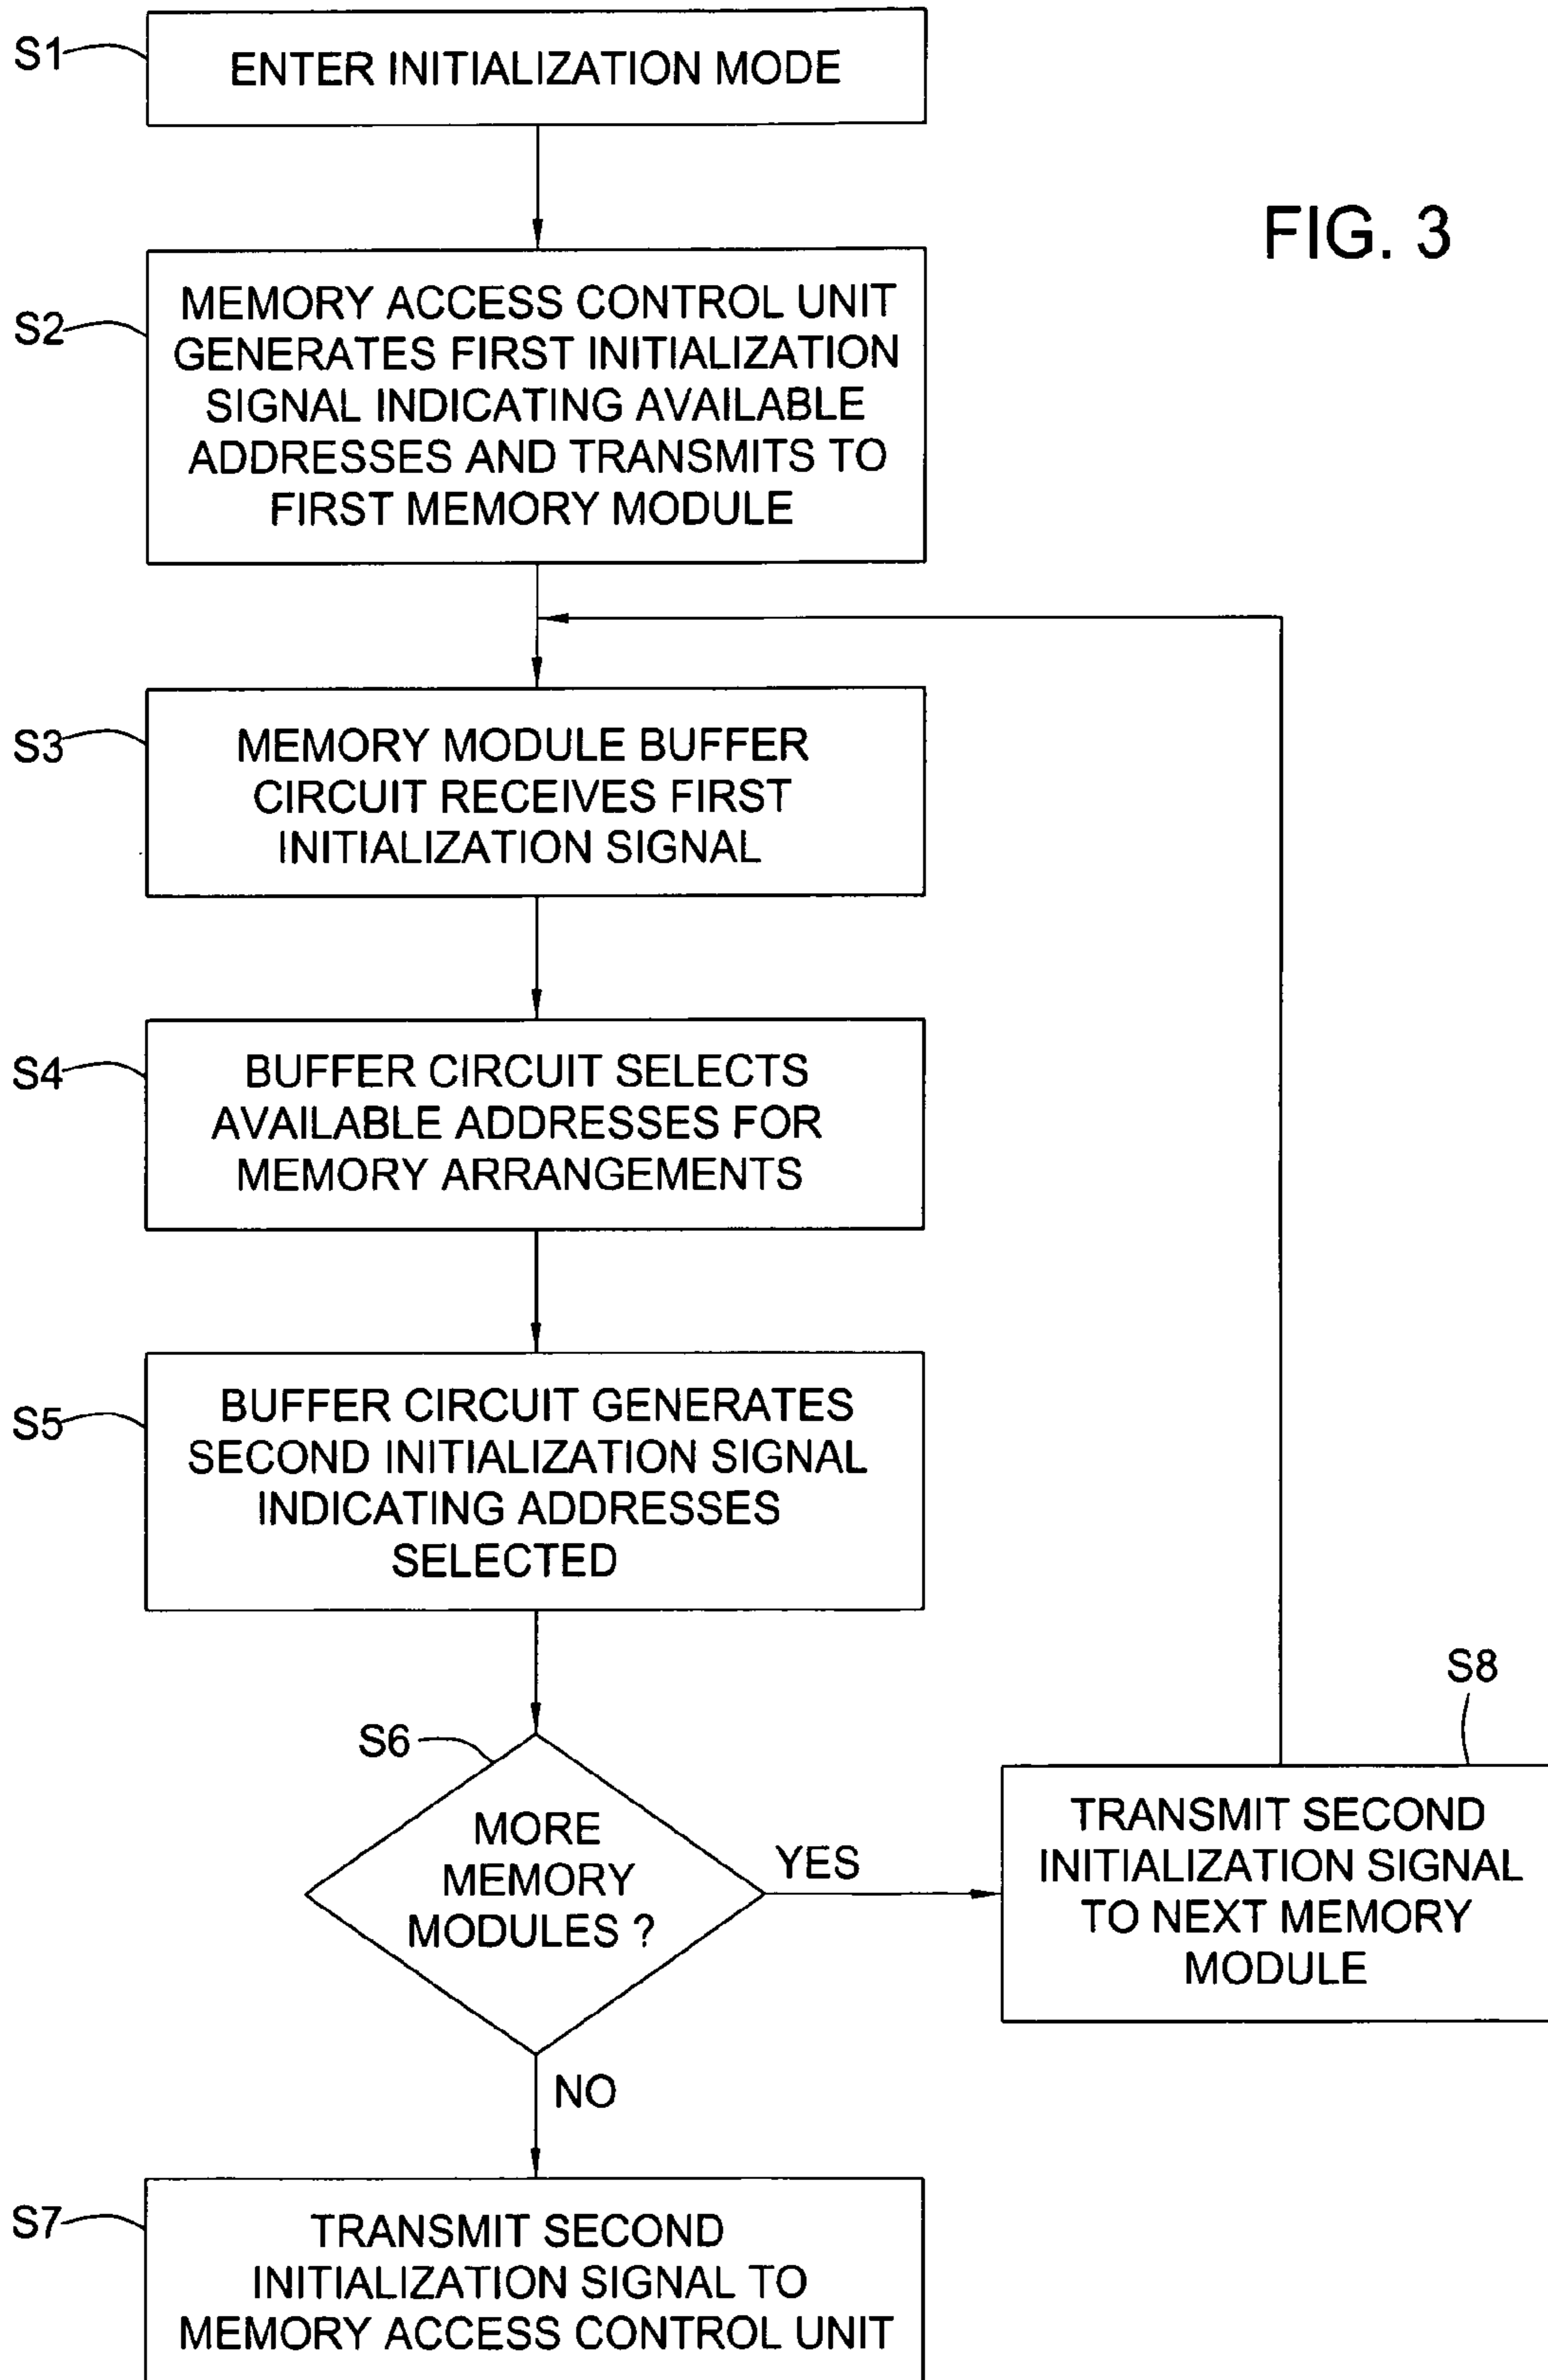 S1
ENTER INITIALIZATION MODE
FIG. 3
S2
MEMORY ACCESS CONTROL UNIT
GENERATES FIRST INITIALIZATION
SIGNAL INDICATING AVAILABLE
ADDRESSES AND TRANSMITS TO
FIRST MEMORY MODULE
S3
MEMORY MODULE BUFFER
CIRCUIT RECEIVES FIRST
INITIALIZATION SIGNAL
S4
BUFFER CIRCUIT SELECTS
AVAILABLE ADDRESSES FOR
MEMORY ARRANGEMENTS
S5
BUFFER CIRCUIT GENERATES
SECOND INITIALIZATION SIGNAL
INDICATING ADDRESSES
SELECTED
S6
MORE
MEMORY
MODULES ?
YES
S8
TRANSMIT SECOND
INITIALIZATION SIGNAL
TO NEXT MEMORY
MODULE
NO
S7
TRANSMIT SECOND
INITIALIZATION SIGNAL TO
MEMORY ACCESS CONTROL UNIT